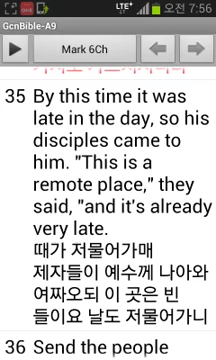 LTE 오전 7:56
GcnBible-A9
Mark 6Ch
35 By this time it was
late in the day, so his
disciples came to
him. "This is a
remote place," they
said, "and it's already
very late.
때가 저물어가매
제자들이 예수께 나아와
여짜오되 이 곳은 빈
들이요 날도 저물어가니
36 Send the people